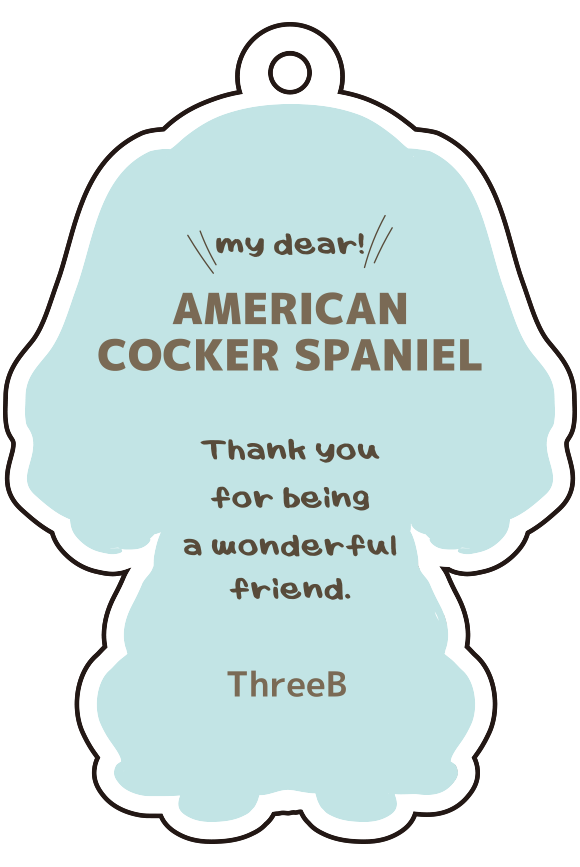 my dear!
AMERICAN
COCKER SPANIEL
Thank you
for being
a wonderful
friend.
ThreeB